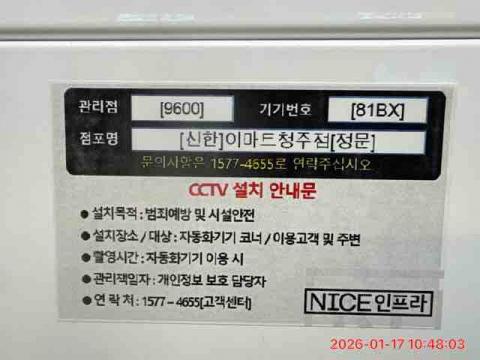 관리점 [9600] 기기번호 [81BX]
점포명 [신한]이마트청주점[정문]
문의사항은 1577-4655로 연락주십시오
CCTV 설치 안내문
● 설치목적 : 범죄예방 및 시설안전
● 설치장소 / 대상 : 자동화기기 코너 / 이용고객 및 주변
● 촬영시간 : 자동화기기 이용 시
● 관리책임자 : 개인정보 보호 담당자
● 연 락 처 : 1577 - 4655[고객센터]
NICE인프라
2026-01-17 10:48:03